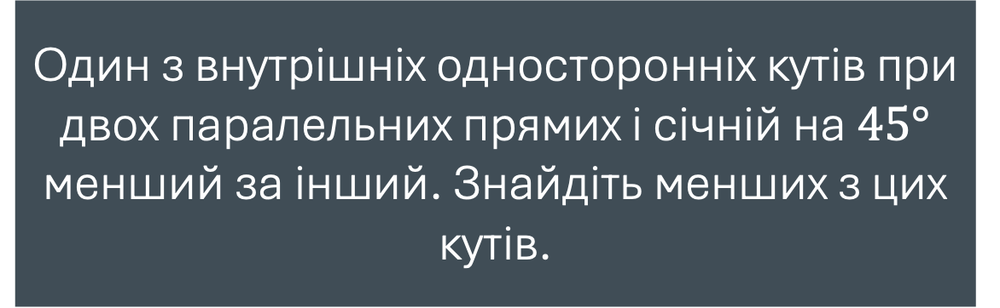 Один з внутрішніх односторонніх кутів при
двох паралельних прямих і січній на 45°
менший за інший. Знайдіть менших з цих
кутів.